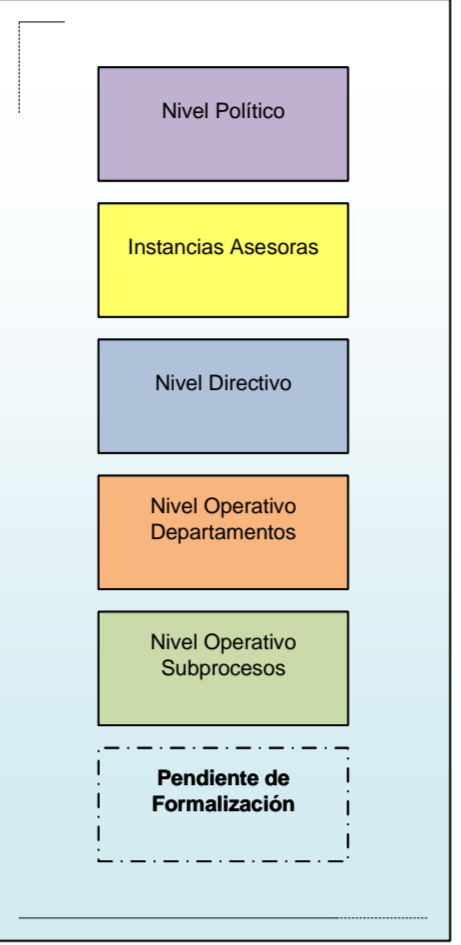 Nivel Político
Instancias Asesoras
Nivel Directivo
Nivel Operativo
Departamentos
Nivel Operativo
Subprocesos
Pendiente de
Formalización